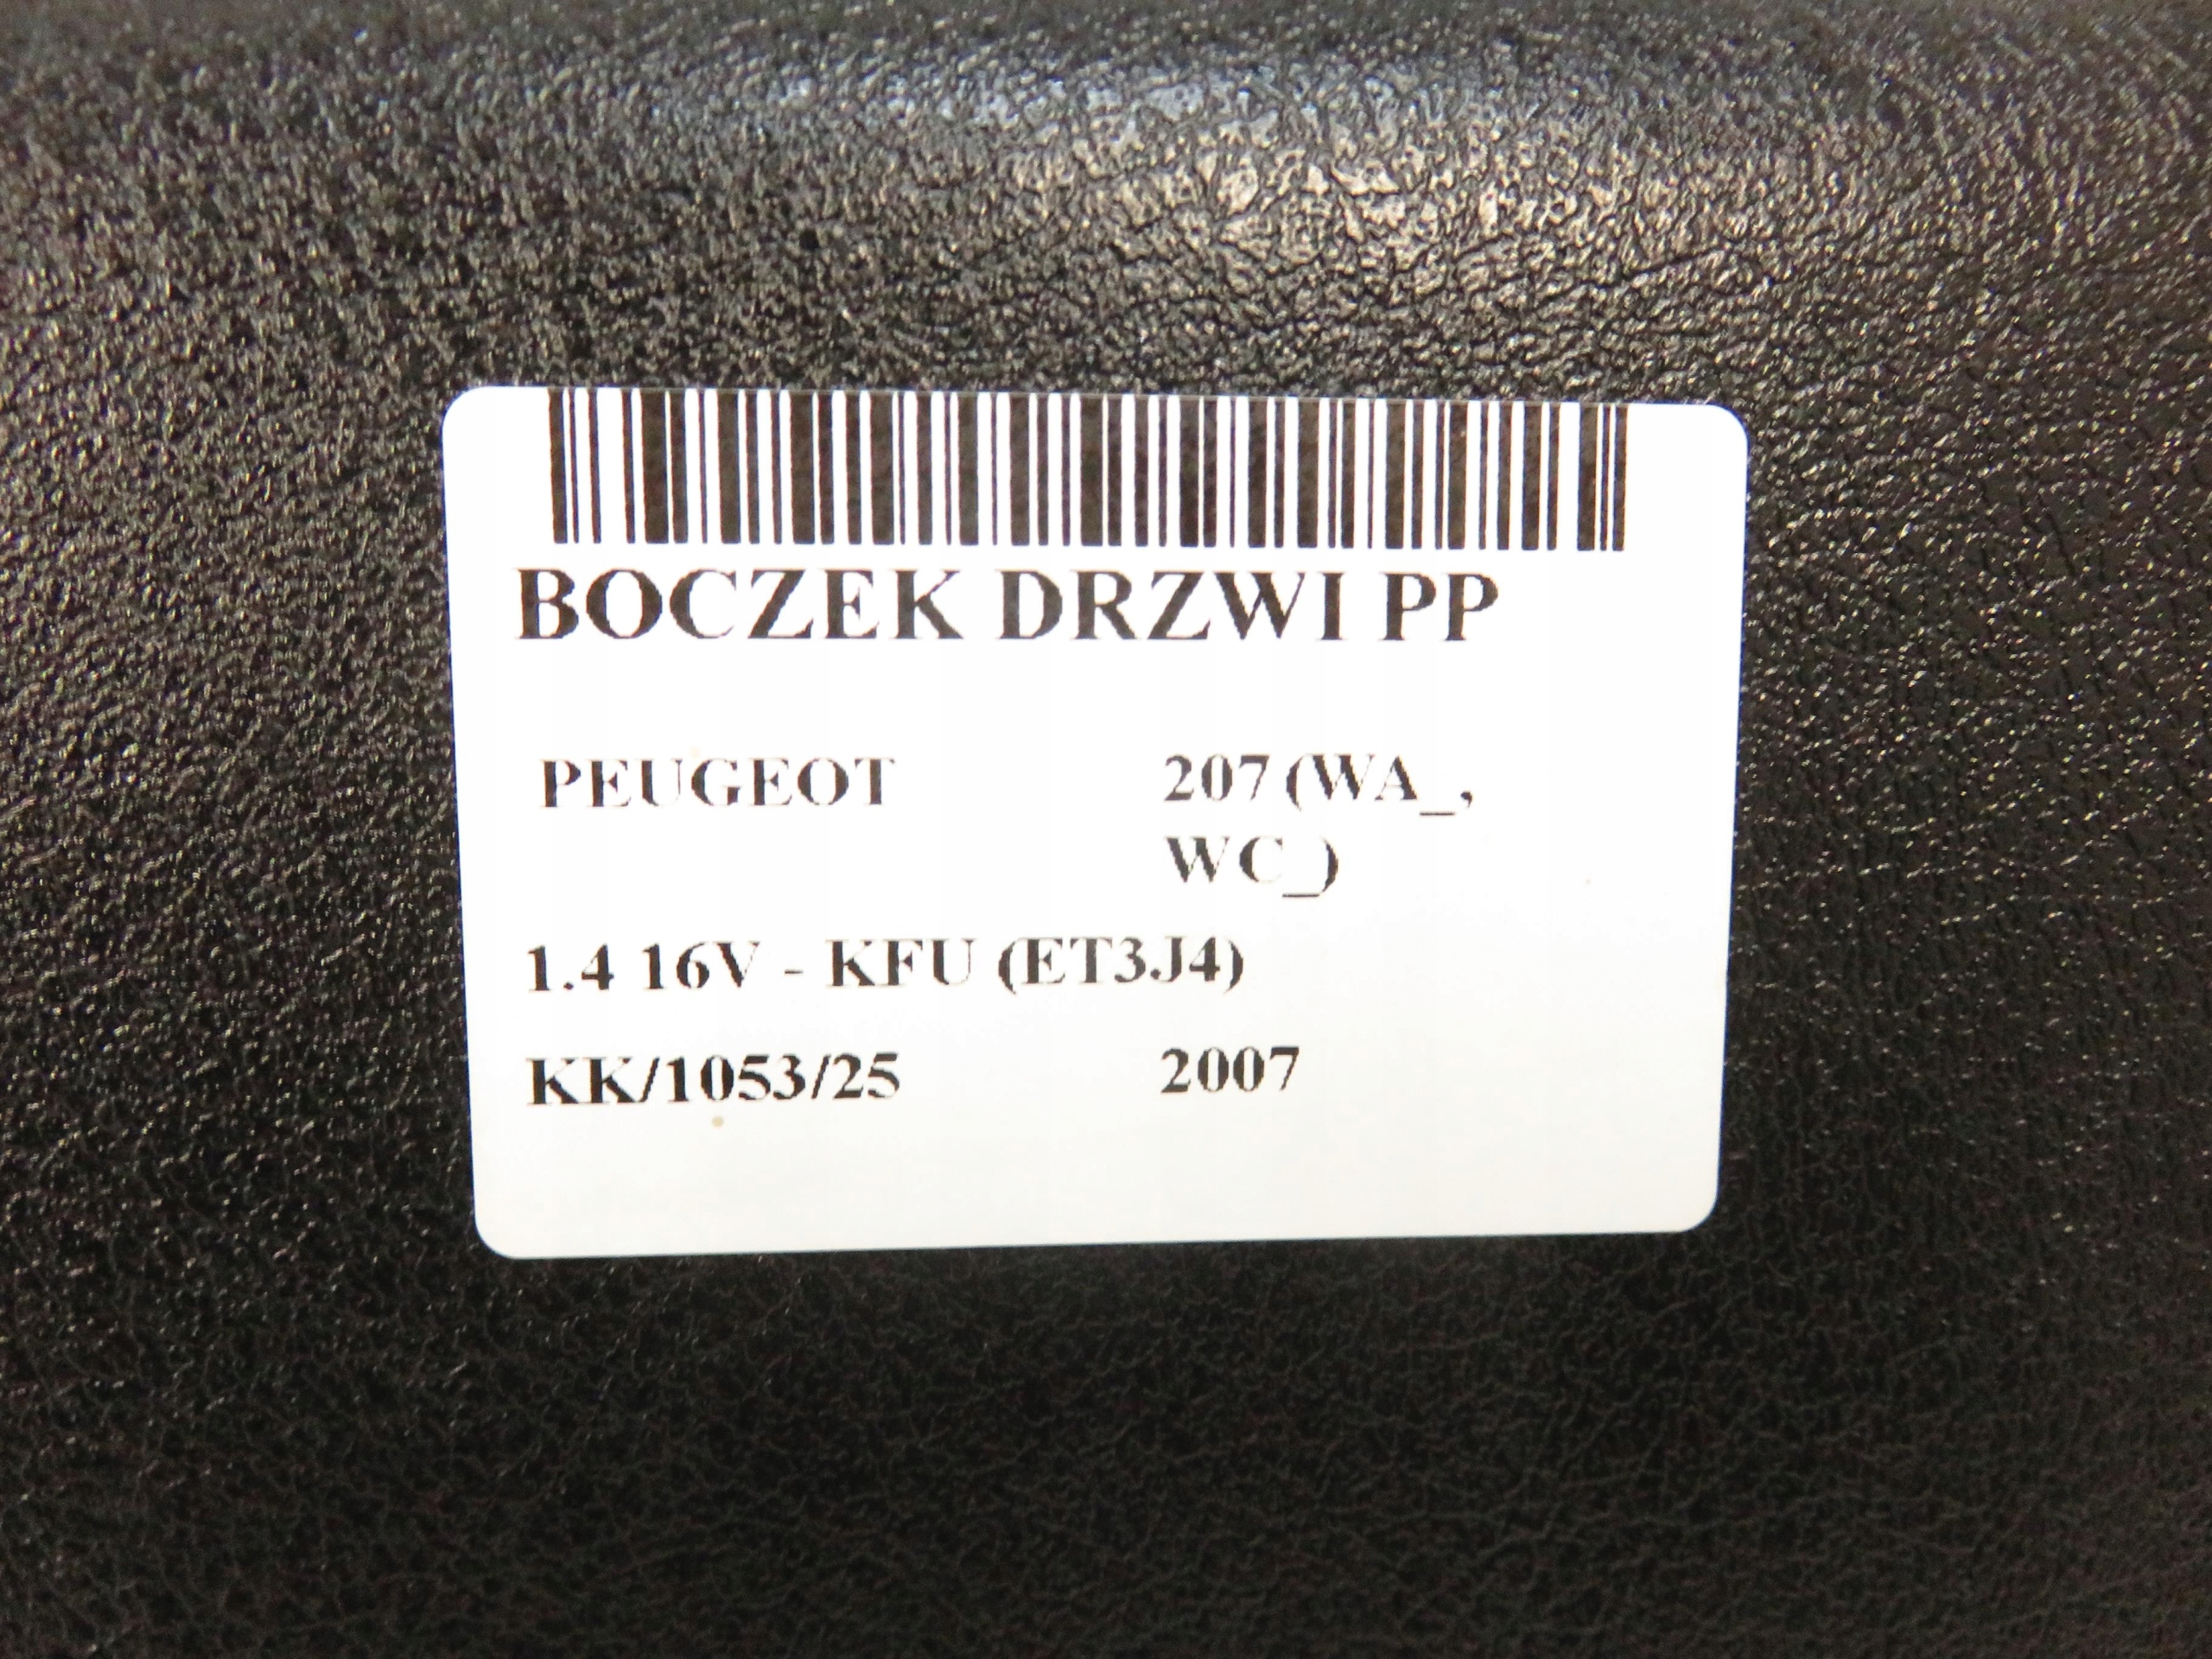 BOCZEK DRZWI PP
PEUGEOT 207 (WA_,
WC_)
1.4 16V - KFU (ET3J4)
KK/1053/25 2007